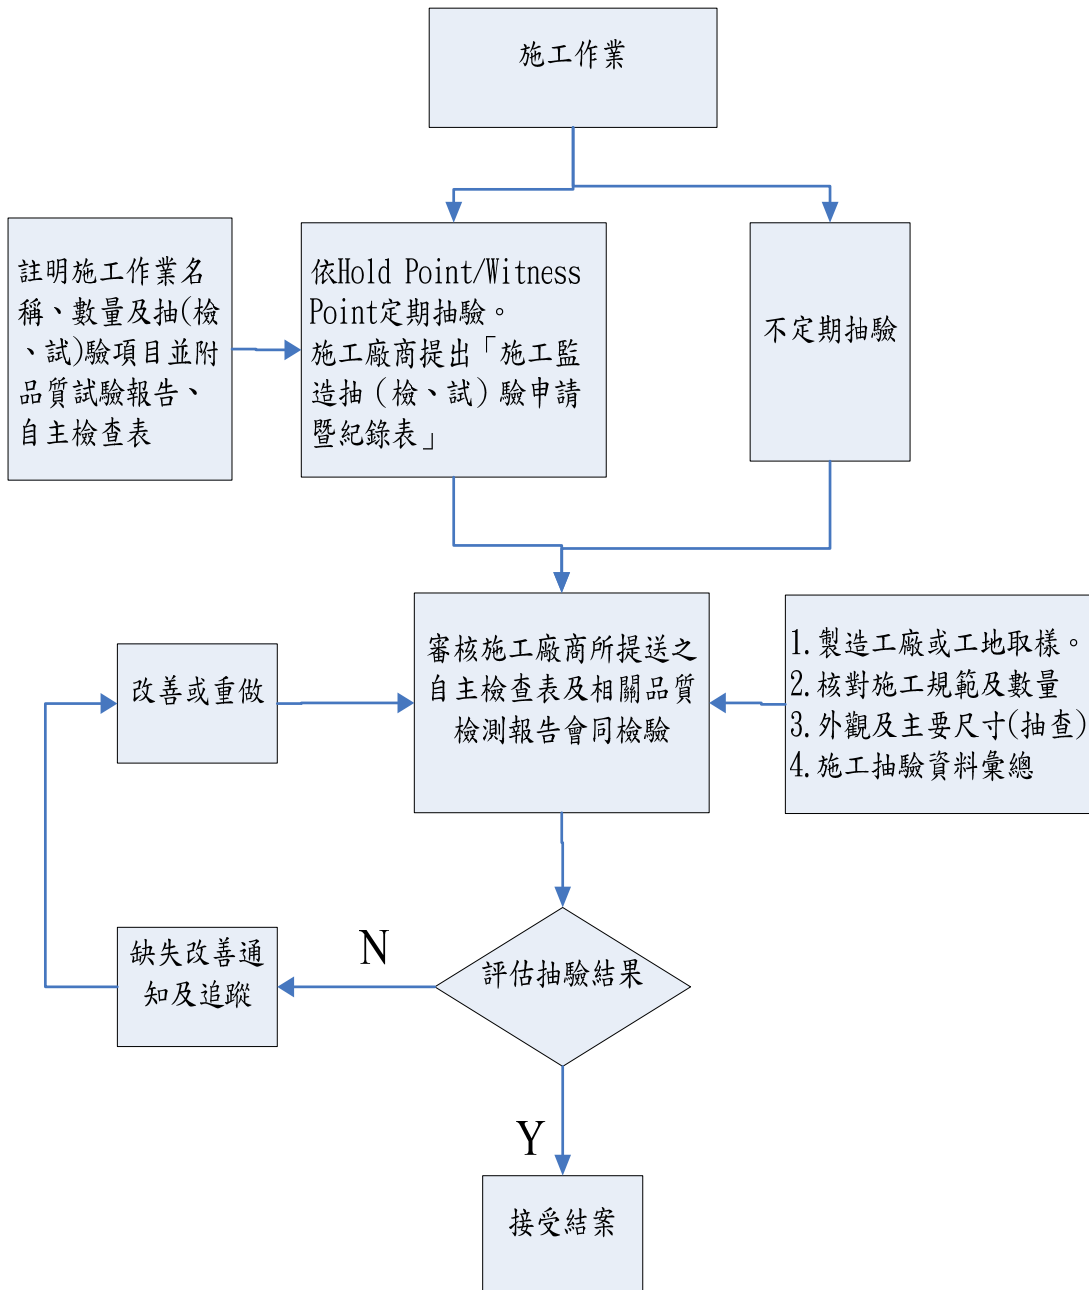 施工作業
註明施工作業名
稱、數量及抽(檢
、試)驗項目並附
品質試驗報告、
自主檢查表
依Hold Point/Witness
Point定期抽驗。
施工廠商提出「施工監
造抽（檢、試）驗申請
暨紀錄表」
不定期抽驗
改善或重做
審核施工廠商所提送之
自主檢查表及相關品質
檢測報告會同檢驗
1.製造工廠或工地取樣。
2.核對施工規範及數量
3.外觀及主要尺寸(抽查)
4.施工抽驗資料彙總
缺失改善通
知及追蹤
N
評估抽驗結果
Y
接受結案